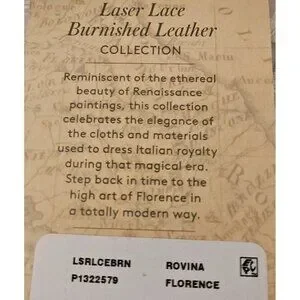 Laser Lace
Burnished Leather
COLLECTION
Reminiscent of the ethereal
beauty of Renaissance
paintings, this collection
celebrates the elegance of
the cloths and materials
used to dress Italian royalty
during that magical era.
Step back in time to the
high art of Florence in
a totally modern way.
LSRLCEBRN ROVINA
P1322579 FLORENCE